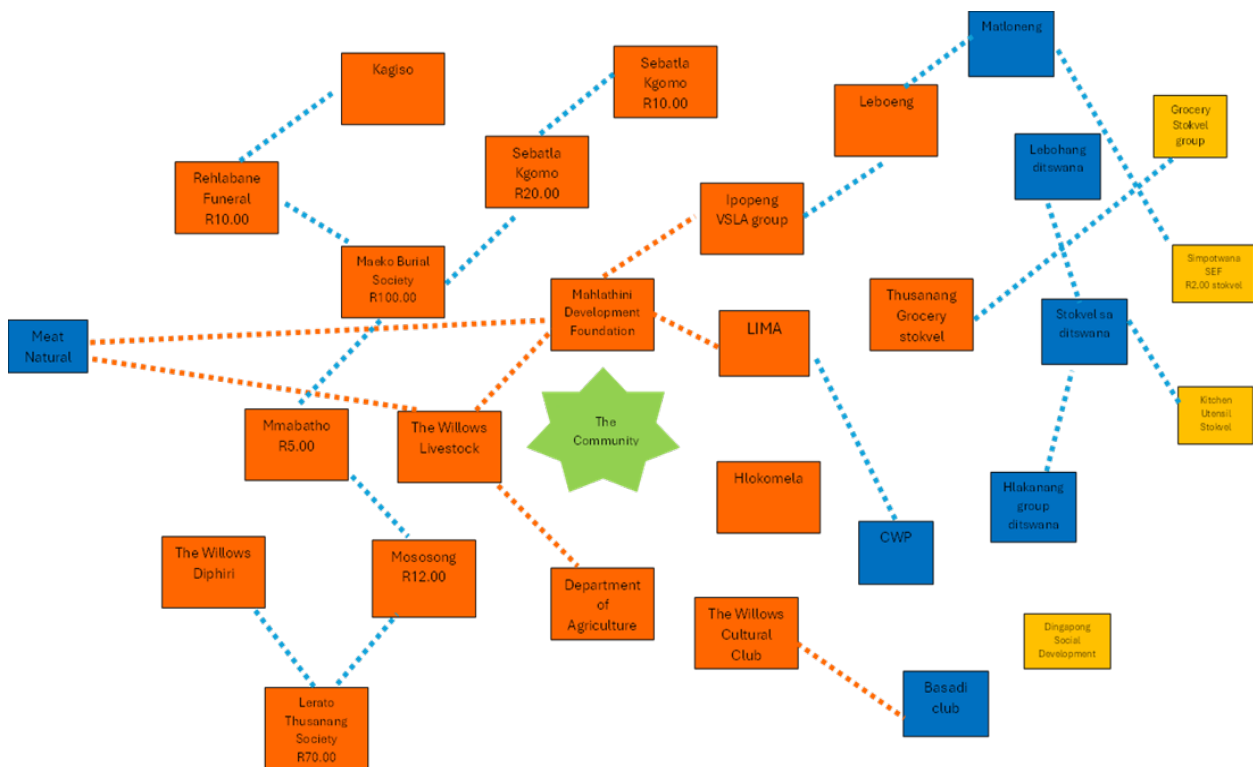 Matloneng
Kagiso
Sebatla
Kgomo
R10.00
Leboeng
Grocery
Stokvel
group
Lebohang
ditswana
Sebatla
Kgomo
R20.00
Rehlabane
Funeral
R10.00
Ipopeng
VSLA group
Maeko Burial
Society
R100.00
Simpotwana
SEF
R2.00 stokvel
Mahlathini
Development
Foundation
Thusanang
Grocery
stokvel
LIMA
Stokvel sa
ditswana
Meat
Natural
Kitchen
Utensil
Stokvel
Mmabatho
R5.00
The Willows
Livestock
The
Community
Hlokomela
Hlakanang
group
ditswana
CWP
The Willows
Diphiri
Mososong
R12.00
Department
of
Agriculture
The Willows
Cultural
Club
Dingapong
Social
Development
Basadi
club
Lerato
Thusanang
Society
R70.00